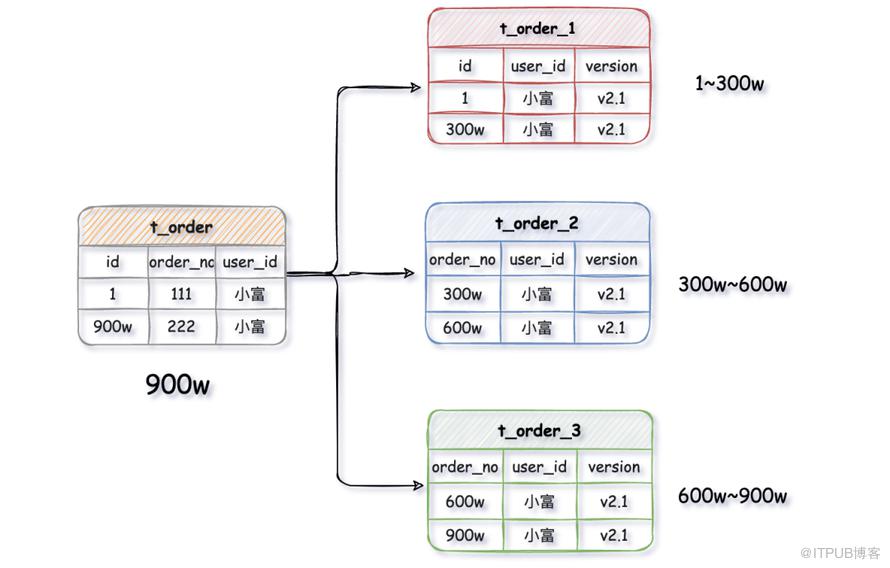 t_order
id order_no user_id
1 111 小富
900w 222 小富
900w
t_order_1
id user_id version
1 小富 v2.1
300w 小富 v2.1
1~300w
t_order_2
order_no user_id version
300w 小富 v2.1
600w 小富 v2.1
300w~600w
t_order_3
order_no user_id version
600w 小富 v2.1
900w 小富 v2.1
600w~900w
@ITPUB博客